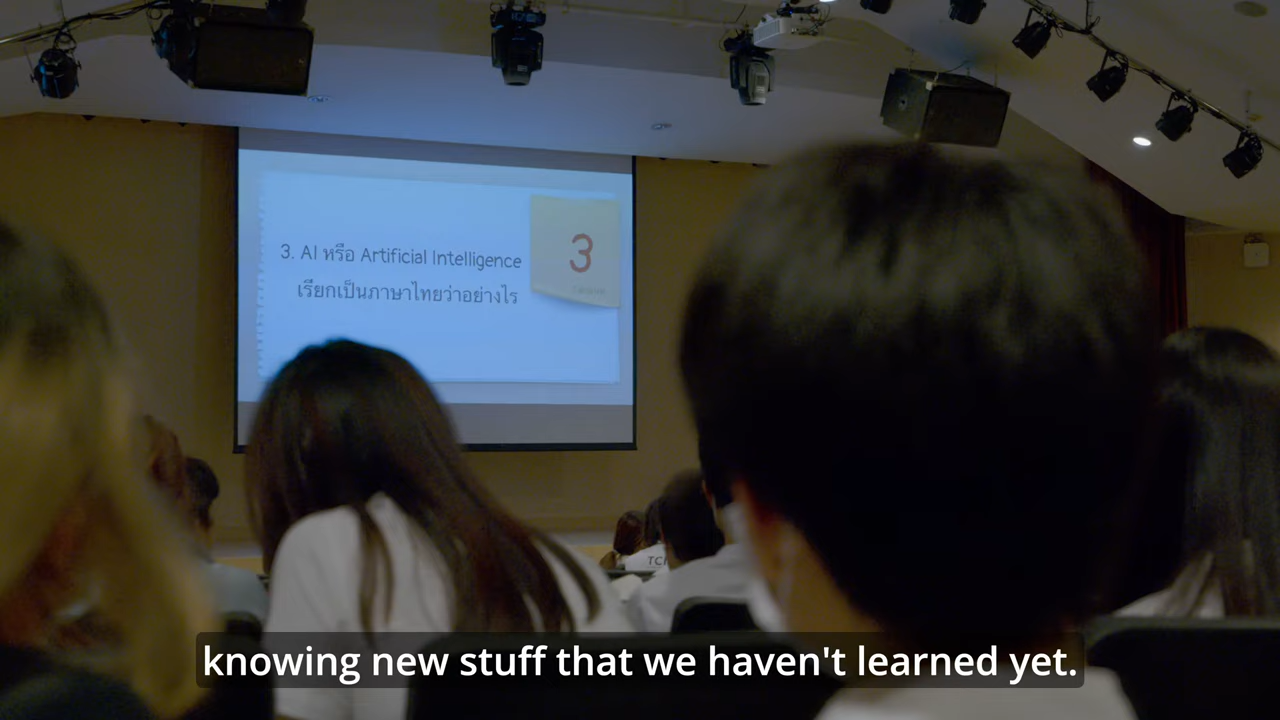 3. AI หรือ Artificial Intelligence
เรียกเป็นภาษาไทยว่าอย่างไร
3
knowing new stuff that we haven't learned yet.